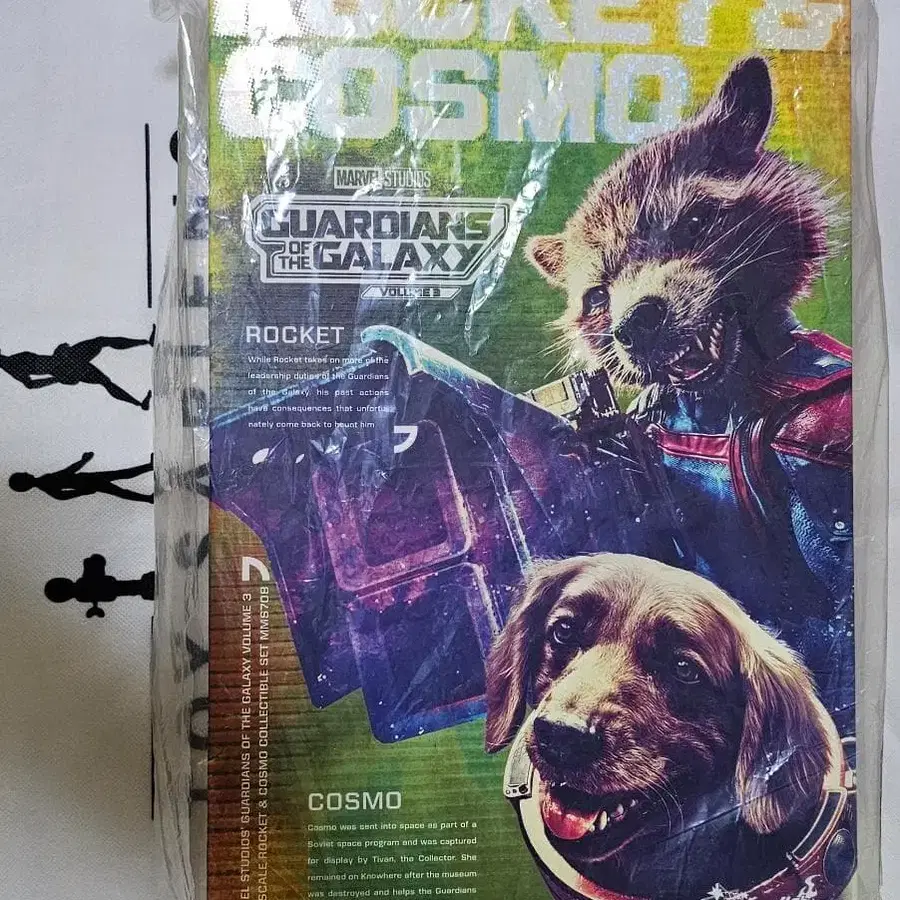 ROCKET &
COSMO
MARVEL STUDIOS
GUARDIANS
OF
THE GALAXY
VOLUME 3
ROCKET
While Rocket takes on more of the
leadership duties of the Guardians
of the Galaxy, his past actions
have consequences that unfortu
nately come back to haunt him
EL STUDIOS' GUARDIANS OF THE GALAXY VOLUME 3
SCALE ROCKET & COSMO COLLECTIBLE SET MMS708
COSMO
Cosmo was sent into space as part of a
Soviet space program and was captured
for display by Tivan, the Collector. She
remained on Knowhere after the museum
was destroyed and helps the Guardians